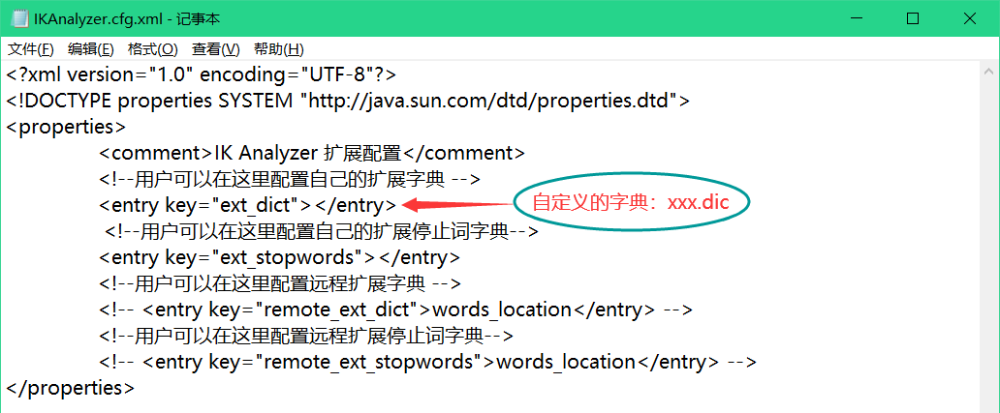 IKAnalyzer.cfg.xml - 记事本
文件(F) 编辑(E) 格式(O) 查看(V) 帮助(H)
<?xml version="1.0" encoding="UTF-8"?>
<!DOCTYPE properties SYSTEM "http://java.sun.com/dtd/properties.dtd">
<properties>
<comment>IK Analyzer 扩展配置</comment>
<!--用户可以在这里配置自己的扩展字典 -->
<entry key="ext_dict"></entry>
自定义的字典：xxx.dic
<!--用户可以在这里配置自己的扩展停止词字典-->
<entry key="ext_stopwords"></entry>
<!--用户可以在这里配置远程扩展字典 -->
<!-- <entry key="remote_ext_dict">words_location</entry> -->
<!--用户可以在这里配置远程扩展停止词字典-->
<!-- <entry key="remote_ext_stopwords">words_location</entry> -->
</properties>